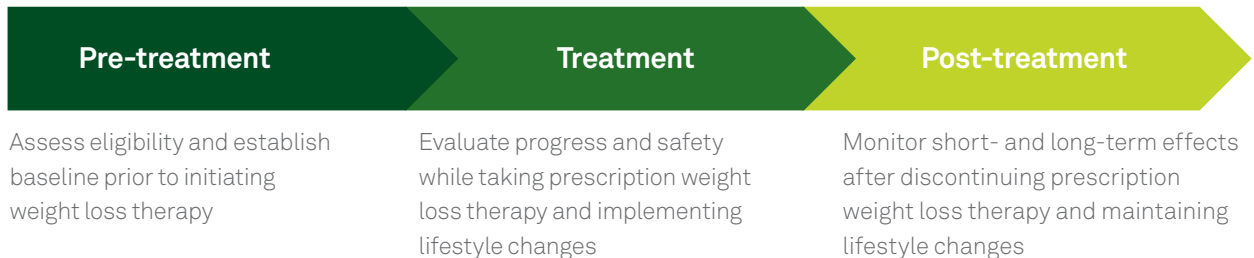 Pre-treatment
Assess eligibility and establish
baseline prior to initiating
weight loss therapy
Treatment
Evaluate progress and safety
while taking prescription weight
loss therapy and implementing
lifestyle changes
Post-treatment
Monitor short- and long-term effects
after discontinuing prescription
weight loss therapy and maintaining
lifestyle changes